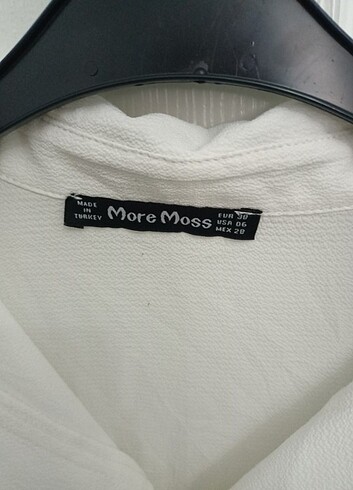 MADE
IN
TURKEY
More Moss
EUR 38
USA 06
MEX 28